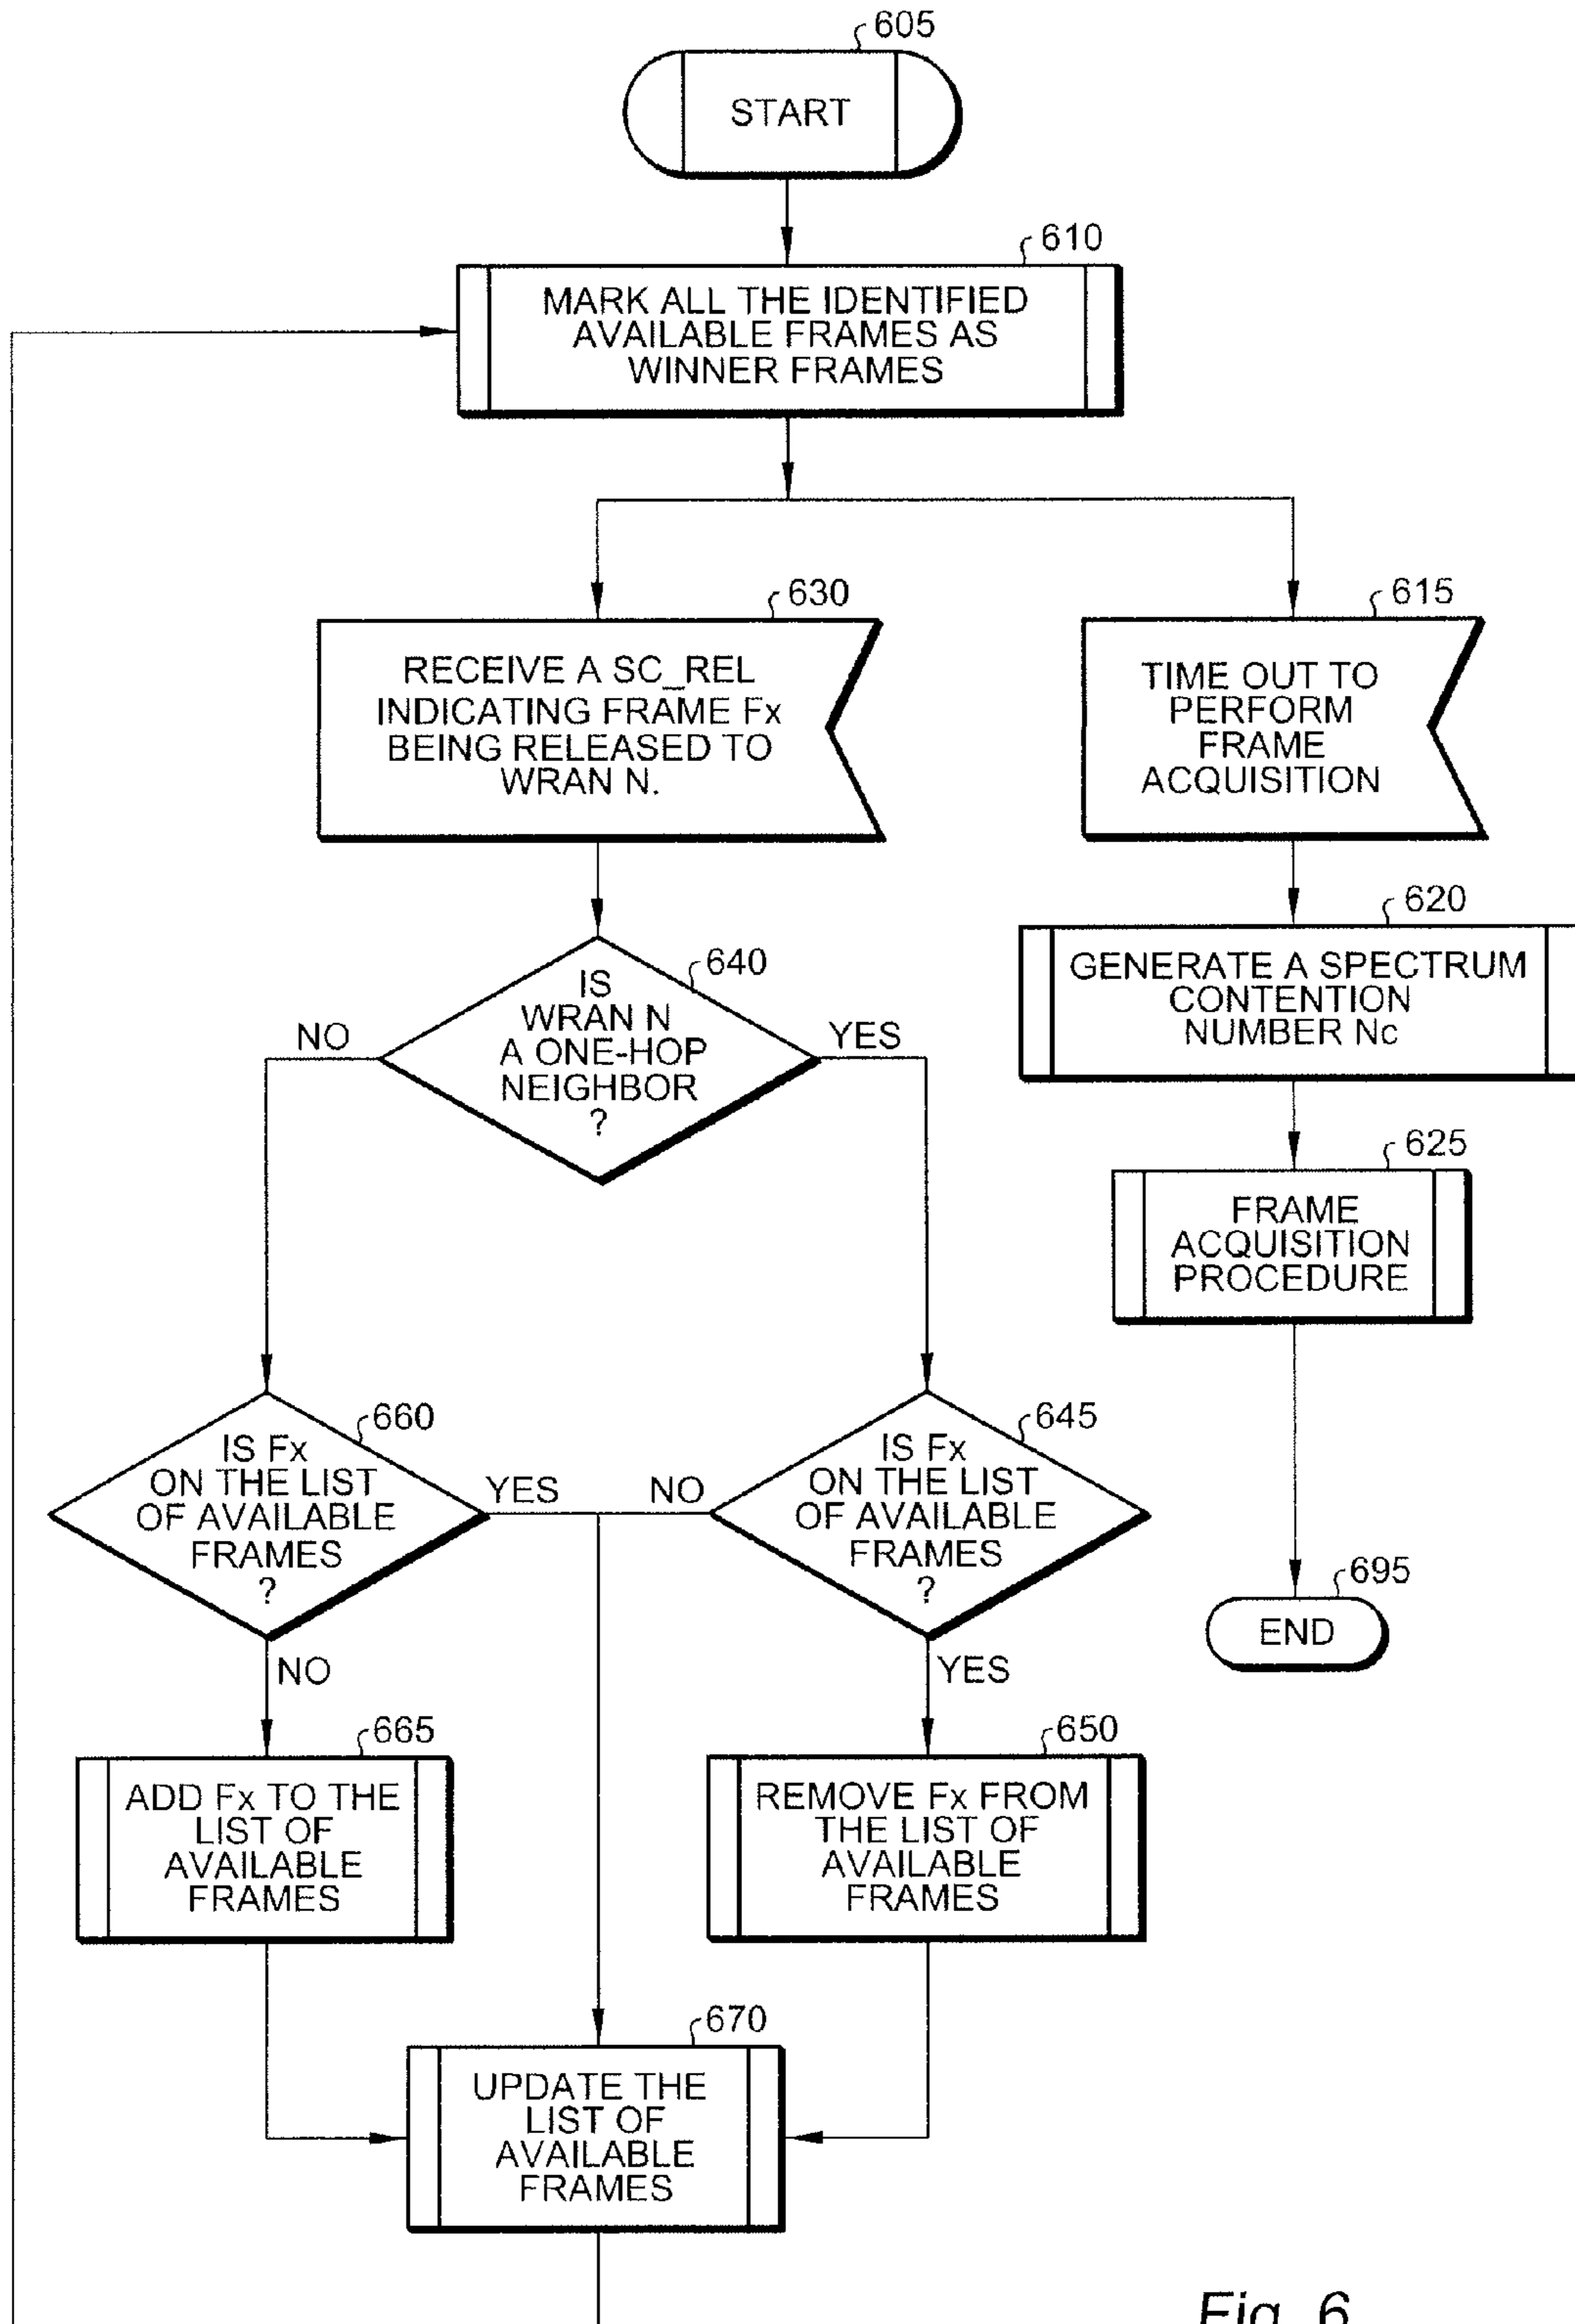 605
START
610
MARK ALL THE IDENTIFIED
AVAILABLE FRAMES AS
WINNER FRAMES
630
RECEIVE A SC_REL
INDICATING FRAME Fx
BEING RELEASED TO
WRAN N.
615
TIME OUT TO
PERFORM
FRAME
ACQUISITION
620
GENERATE A SPECTRUM
CONTENTION
NUMBER Nc
640
IS
WRAN N
A ONE-HOP
NEIGHBOR
?
NO
YES
625
FRAME
ACQUISITION
PROCEDURE
660
IS Fx
ON THE LIST
OF AVAILABLE
FRAMES
?
YES
NO
645
IS Fx
ON THE LIST
OF AVAILABLE
FRAMES
?
NO
YES
695
END
665
ADD Fx TO THE
LIST OF
AVAILABLE
FRAMES
650
REMOVE Fx FROM
THE LIST OF
AVAILABLE
FRAMES
670
UPDATE THE
LIST OF
AVAILABLE
FRAMES
Fig. 6